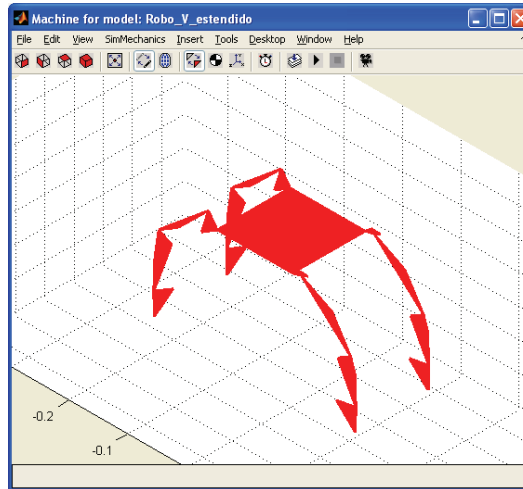 Machine for model: Robo_V_estendido
File Edit View SimMechanics Insert Tools Desktop Window Help
-0.2
-0.1